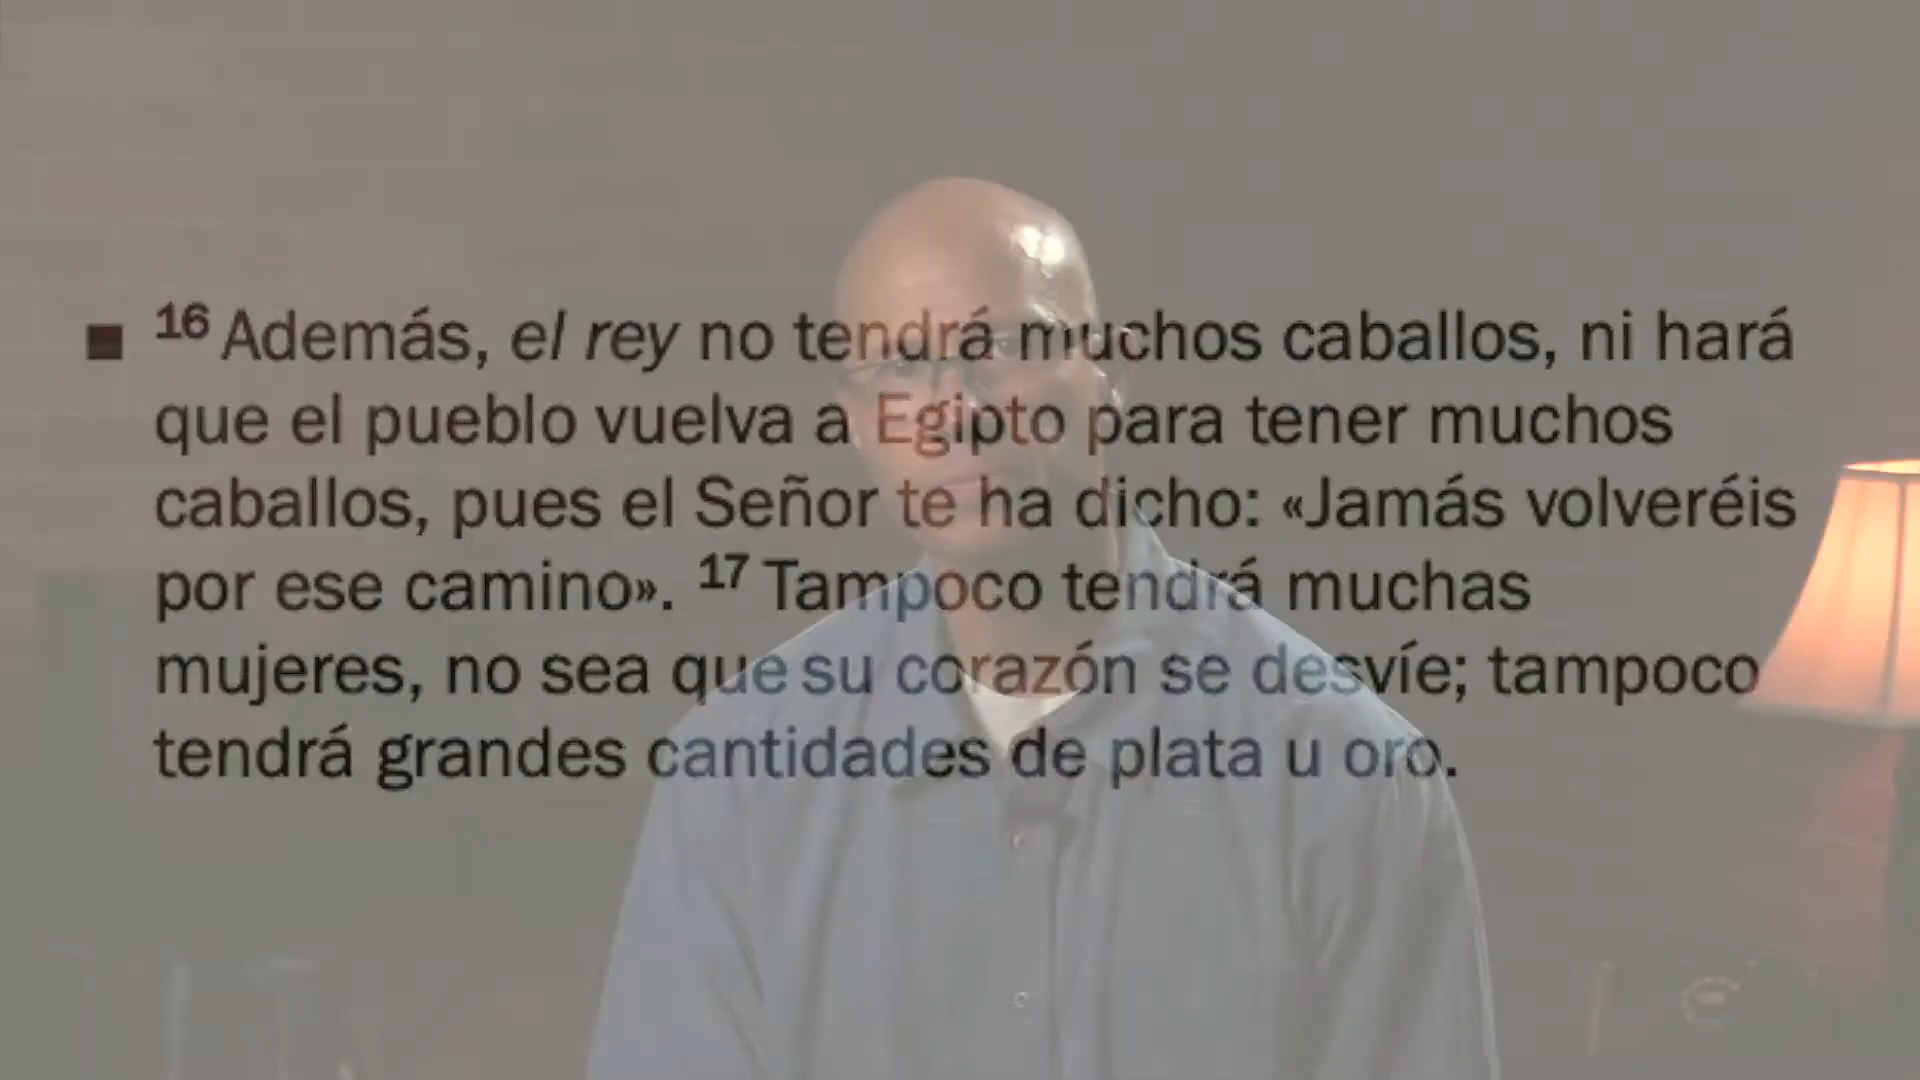 ■ 16 Además, el rey no tendrá muchos caballos, ni hará
que el pueblo vuelva a Egipto para tener muchos
caballos, pues el Señor te ha dicho: «Jamás volveréis
por ese camino». 17 Tampoco tendrá muchas
mujeres, no sea que su corazón se desvíe; tampoco
tendrá grandes cantidades de plata u oro.